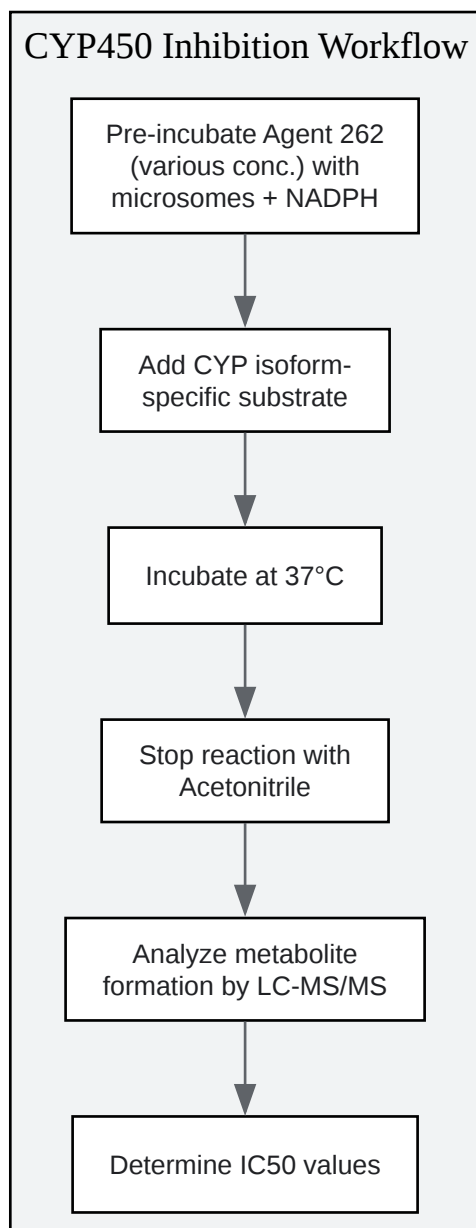 CYP450 Inhibition Workflow
Pre-incubate Agent 262
(various conc.) with
microsomes + NADPH
Add CYP isoform-
specific substrate
Incubate at 37°C
Stop reaction with
Acetonitrile
Analyze metabolite
formation by LC-MS/MS
Determine IC50 values